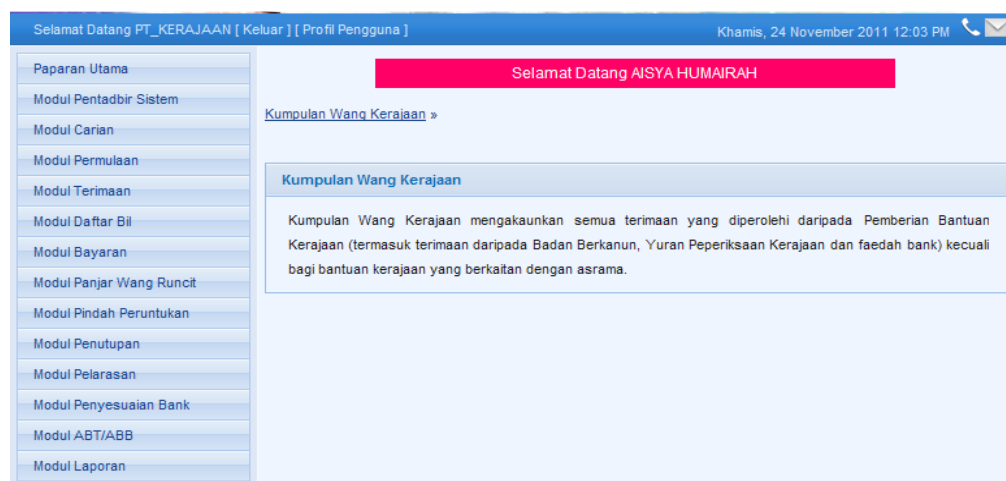 Selamat Datang PT_KERAJAAN [ Keluar ] [ Profil Pengguna ]
Khamis, 24 November 2011 12:03 PM
Paparan Utama
Modul Pentadbir Sistem
Modul Carian
Modul Permulaan
Modul Terimaan
Modul Daftar Bil
Modul Bayaran
Modul Panjar Wang Runcit
Modul Pindah Peruntukan
Modul Penutupan
Modul Pelarasan
Modul Penyesuaian Bank
Modul ABT/ABB
Modul Laporan
Selamat Datang AISYA HUMAIRAH
Kumpulan Wang Kerajaan »
Kumpulan Wang Kerajaan
Kumpulan Wang Kerajaan mengakaunkan semua terimaan yang diperolehi daripada Pemberian Bantuan
Kerajaan (termasuk terimaan daripada Badan Berkanun, Yuran Peperiksaan Kerajaan dan faedah bank) kecuali
bagi bantuan kerajaan yang berkaitan dengan asrama.